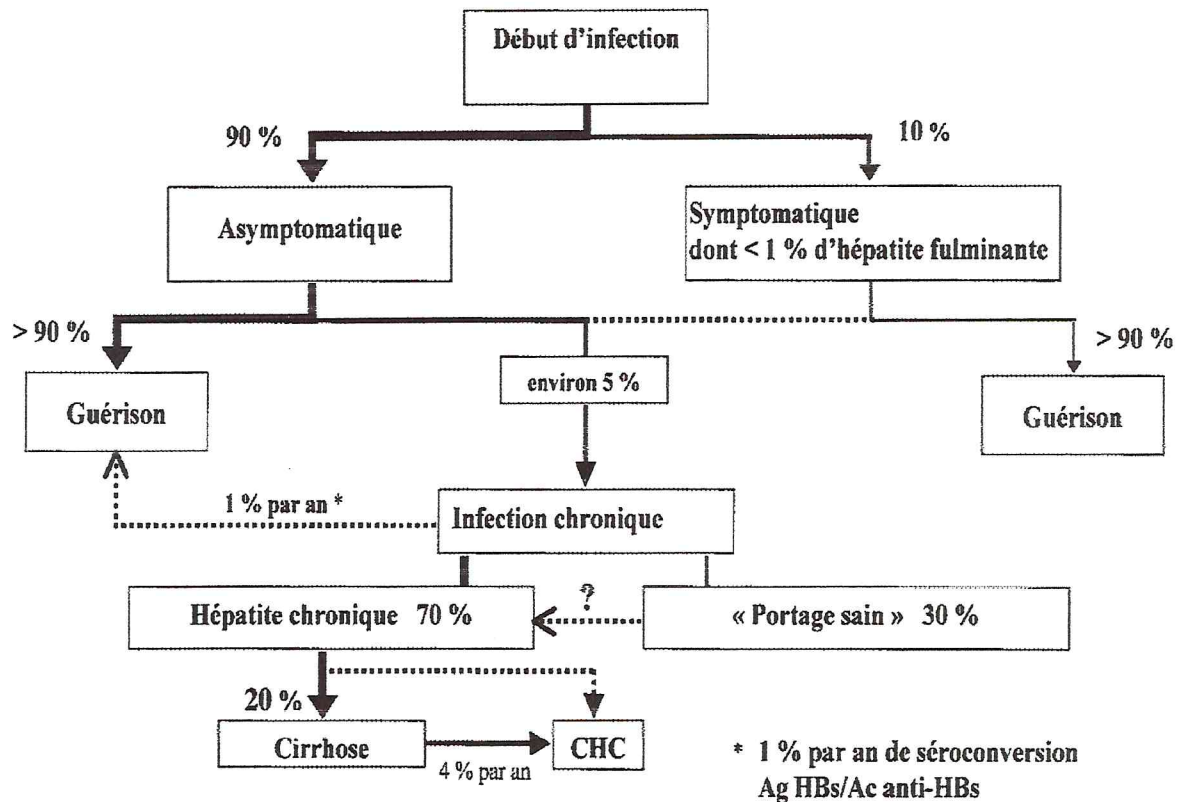 Début d'infection
90 %
10 %
Asymptomatique
Symptomatique
dont < 1 % d'hépatite fulminante
> 90 %
> 90 %
environ 5 %
Guérison
Guérison
1 % par an *
Infection chronique
?
Hépatite chronique 70 %
« Portage sain » 30 %
20 %
Cirrhose
4 % par an
CHC
* 1 % par an de séroconversion
Ag HBs/Ac anti-HBs